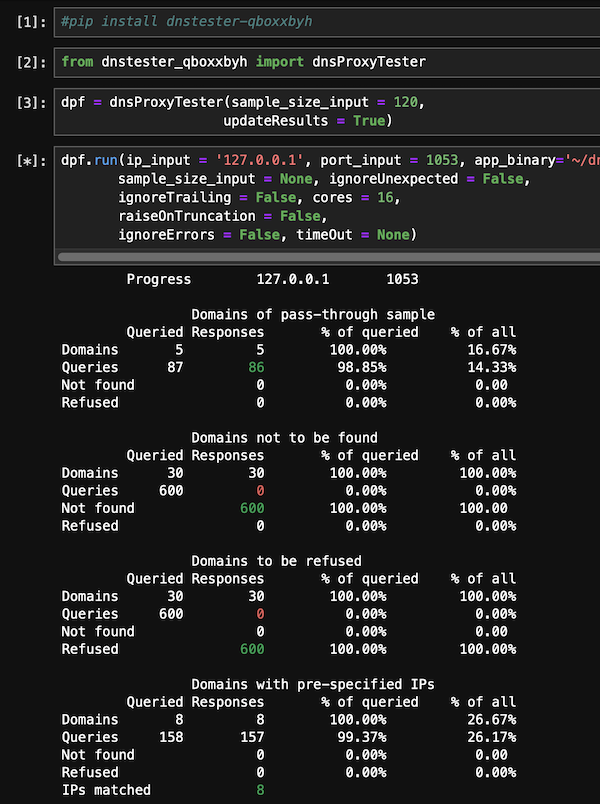 [1]: #pip install dnstester-qboxxbyh
[2]: from dnstester_qboxxbyh import dnsProxyTester
[3]: dpf = dnsProxyTester(sample_size_input = 120,
updateResults = True)
[*]: dpf.run(ip_input = '127.0.0.1', port_input = 1053, app_binary='~/dn
sample_size_input = None, ignoreUnexpected = False,
ignoreTrailing = False, cores = 16,
raiseOnTruncation = False,
ignoreErrors = False, timeOut = None)
Progress 127.0.0.1 1053
Domains of pass-through sample
Queried Responses % of queried % of all
Domains 5 5 100.00% 16.67%
Queries 87 86 98.85% 14.33%
Not found 0 0.00% 0.00
Refused 0 0.00% 0.00%
Domains not to be found
Queried Responses % of queried % of all
Domains 30 30 100.00% 100.00%
Queries 600 0 0.00% 0.00%
Not found 600 100.00% 100.00
Refused 0 0.00% 0.00%
Domains to be refused
Queried Responses % of queried % of all
Domains 30 30 100.00% 100.00%
Queries 600 0 0.00% 0.00%
Not found 0 0.00% 0.00
Refused 600 100.00% 100.00%
Domains with pre-specified IPs
Queried Responses % of queried % of all
Domains 8 8 100.00% 26.67%
Queries 158 157 99.37% 26.17%
Not found 0 0.00% 0.00
Refused 0 0.00% 0.00%
IPs matched 8